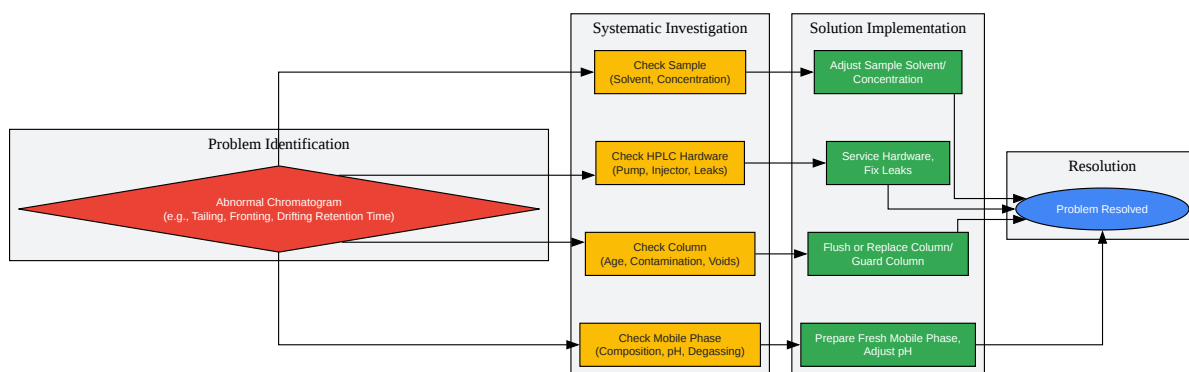 Systematic Investigation
Solution Implementation
Check Sample
(Solvent, Concentration)
Adjust Sample Solvent/
Concentration
Problem Identification
Check HPLC Hardware
(Pump, Injector, Leaks)
Service Hardware,
Fix Leaks
Resolution
Abnormal Chromatogram
(e.g., Tailing, Fronting, Drifting Retention Time)
Problem Resolved
Check Column
(Age, Contamination, Voids)
Flush or Replace Column/
Guard Column
Check Mobile Phase
(Composition, pH, Degassing)
Prepare Fresh Mobile Phase,
Adjust pH